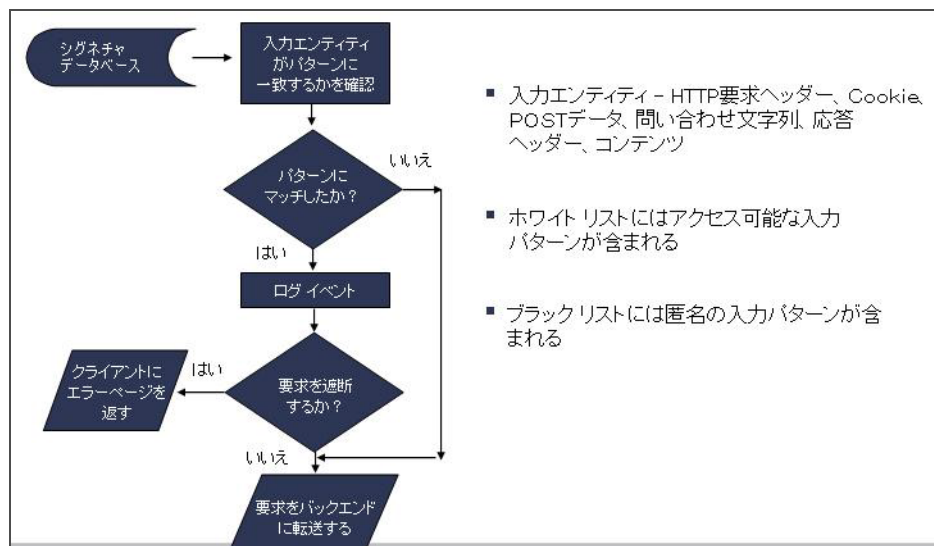 シグネチャ
データベース
入力エンティティ
がパターンに
一致するかを確認
パターンに
マッチしたか？
いいえ
はい
ログ イベント
要求を遮断
するか？
はい
クライアントに
エラーページを
返す
いいえ
要求をバックエンド
に転送する
▪ 入力エンティティ – HTTP要求ヘッダー、Cookie、
POSTデータ、問い合わせ文字列、応答
ヘッダー、コンテンツ
▪ ホワイト リストにはアクセス可能な入力
パターンが含まれる
▪ ブラック リストには匿名の入力パターンが含
まれる